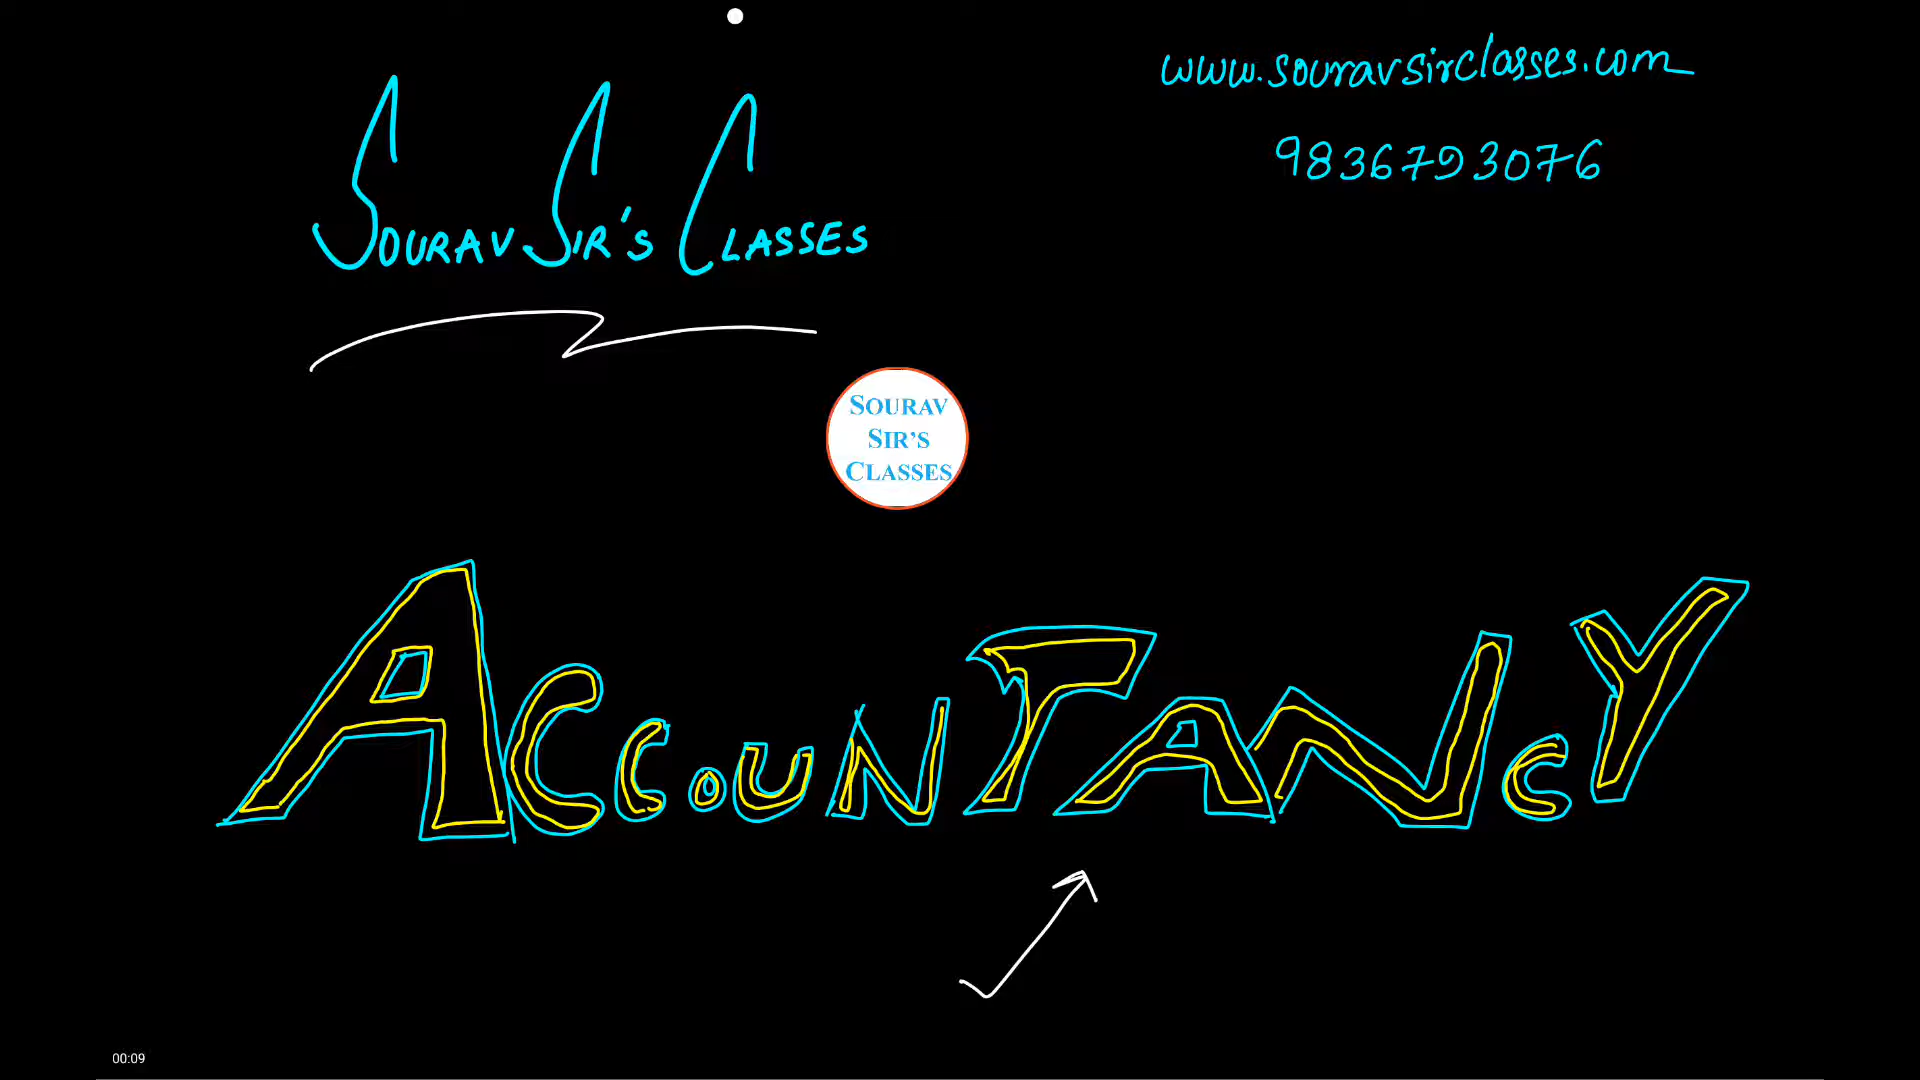 www.souravsirclasses.com
9836793076
SOURAV SIR'S CLASSES
SOURAV
SIR'S
CLASSES
ACCOUNTANCY
00:09